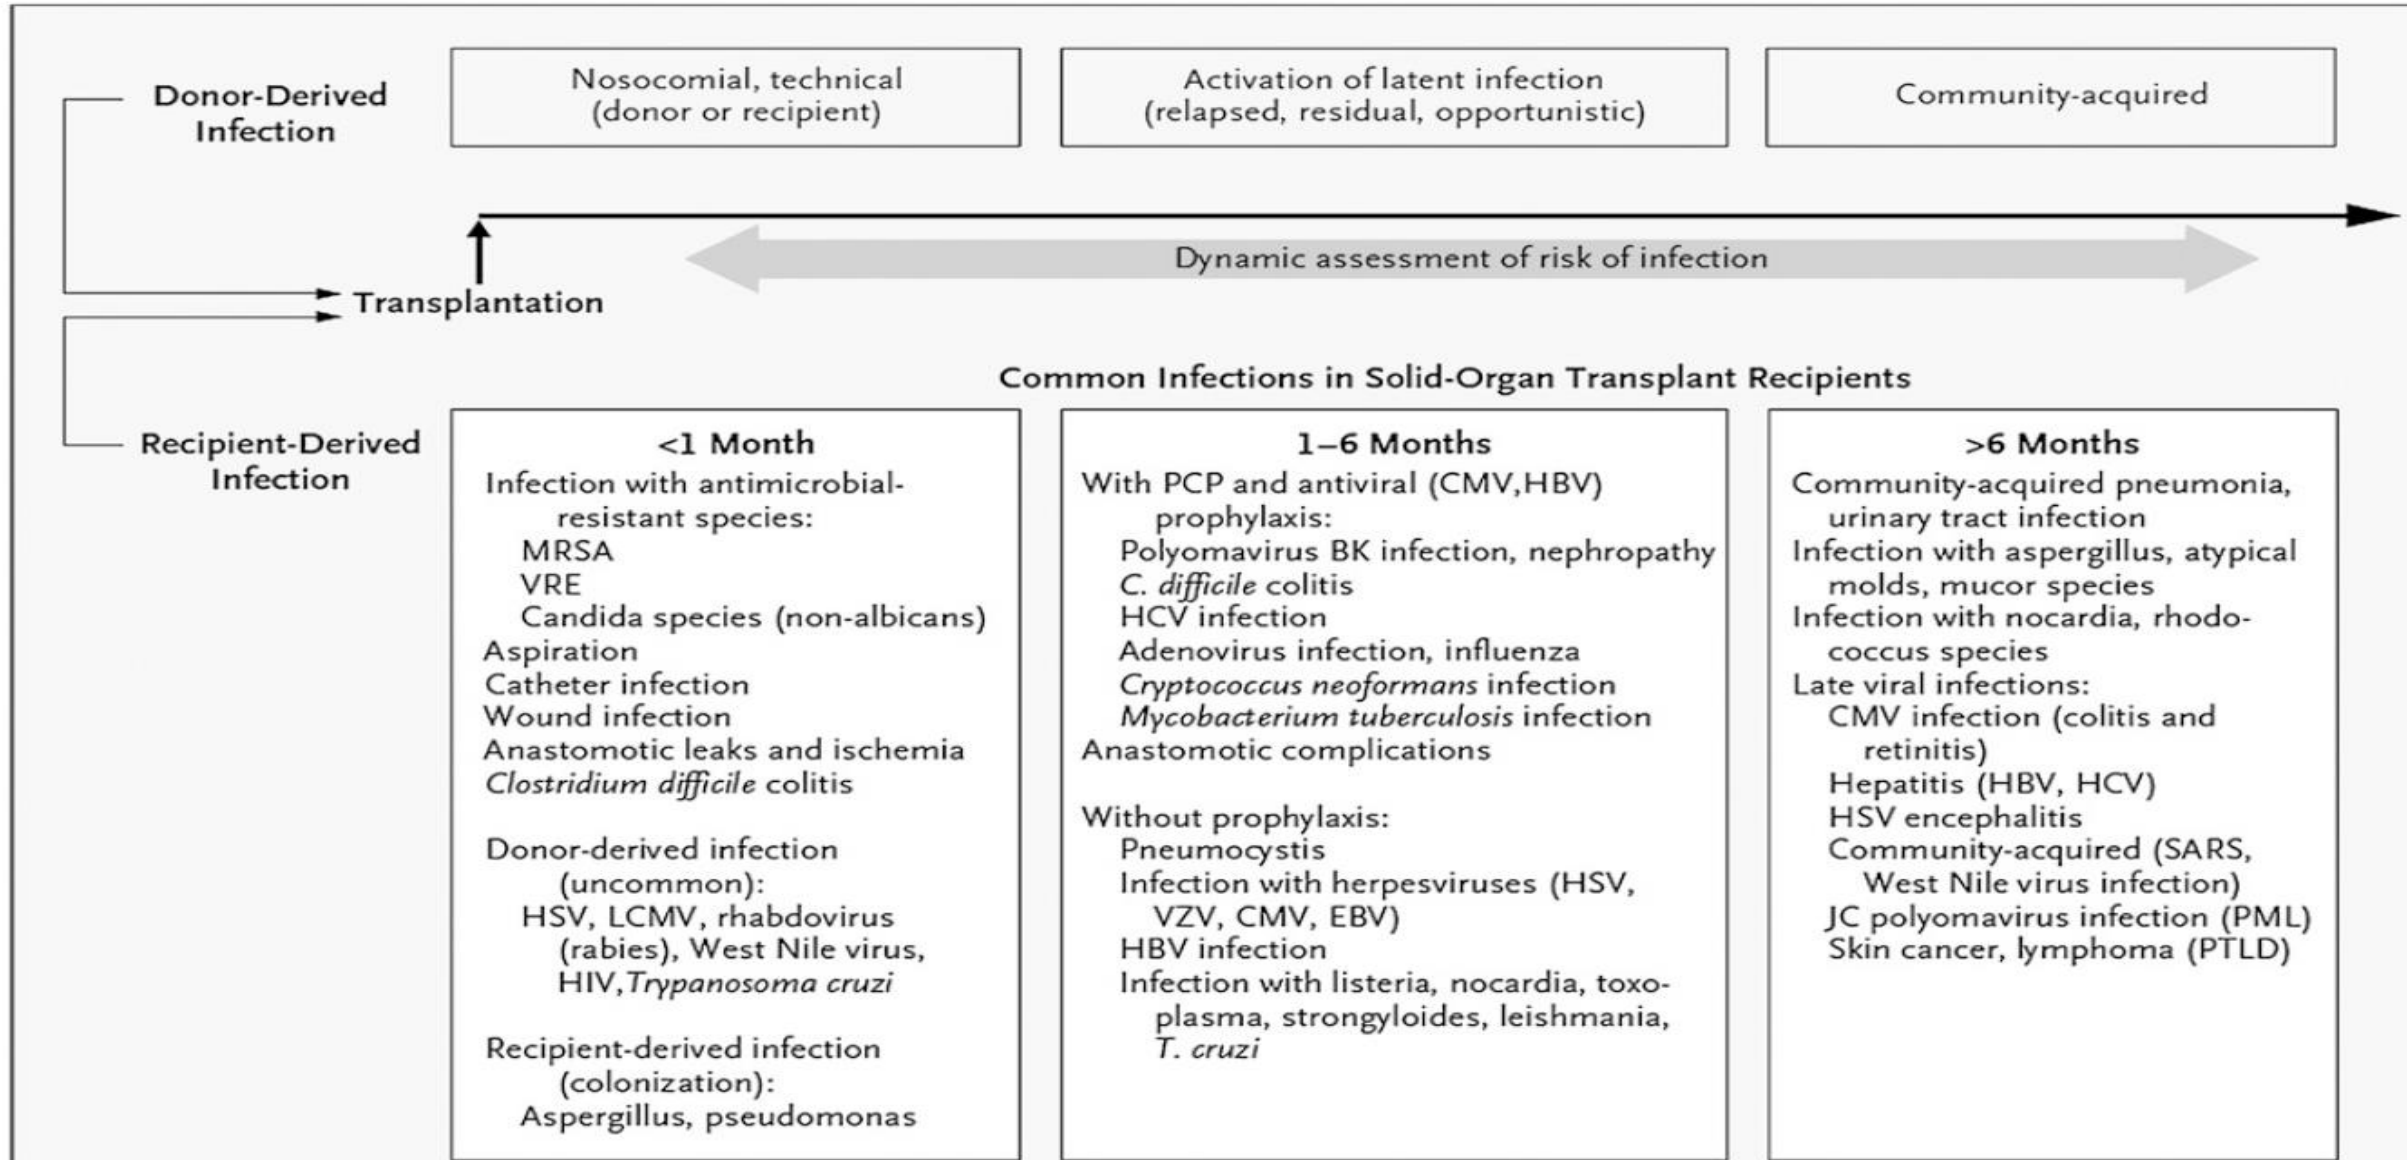 Donor-Derived
Infection
Nosocomial, technical
(donor or recipient)
Activation of latent infection
(relapsed, residual, opportunistic)
Community-acquired
Dynamic assessment of risk of infection
Transplantation
Common Infections in Solid-Organ Transplant Recipients
Recipient-Derived
Infection
<1 Month
Infection with antimicrobial-
resistant species:
MRSA
VRE
Candida species (non-albicans)
Aspiration
Catheter infection
Wound infection
Anastomotic leaks and ischemia
Clostridium difficile colitis
Donor-derived infection
(uncommon):
HSV, LCMV, rhabdovirus
(rabies), West Nile virus,
HIV,Trypanosoma cruzi
Recipient-derived infection
(colonization):
Aspergillus, pseudomonas
1–6 Months
With PCP and antiviral (CMV,HBV)
prophylaxis:
Polyomavirus BK infection, nephropathy
C. difficile colitis
HCV infection
Adenovirus infection, influenza
Cryptococcus neoformans infection
Mycobacterium tuberculosis infection
Anastomotic complications
Without prophylaxis:
Pneumocystis
Infection with herpesviruses (HSV,
VZV, CMV, EBV)
HBV infection
Infection with listeria, nocardia, toxo-
plasma, strongyloides, leishmania,
T. cruzi
>6 Months
Community-acquired pneumonia,
urinary tract infection
Infection with aspergillus, atypical
molds, mucor species
Infection with nocardia, rhodo-
coccus species
Late viral infections:
CMV infection (colitis and
retinitis)
Hepatitis (HBV, HCV)
HSV encephalitis
Community-acquired (SARS,
West Nile virus infection)
JC polyomavirus infection (PML)
Skin cancer, lymphoma (PTLD)